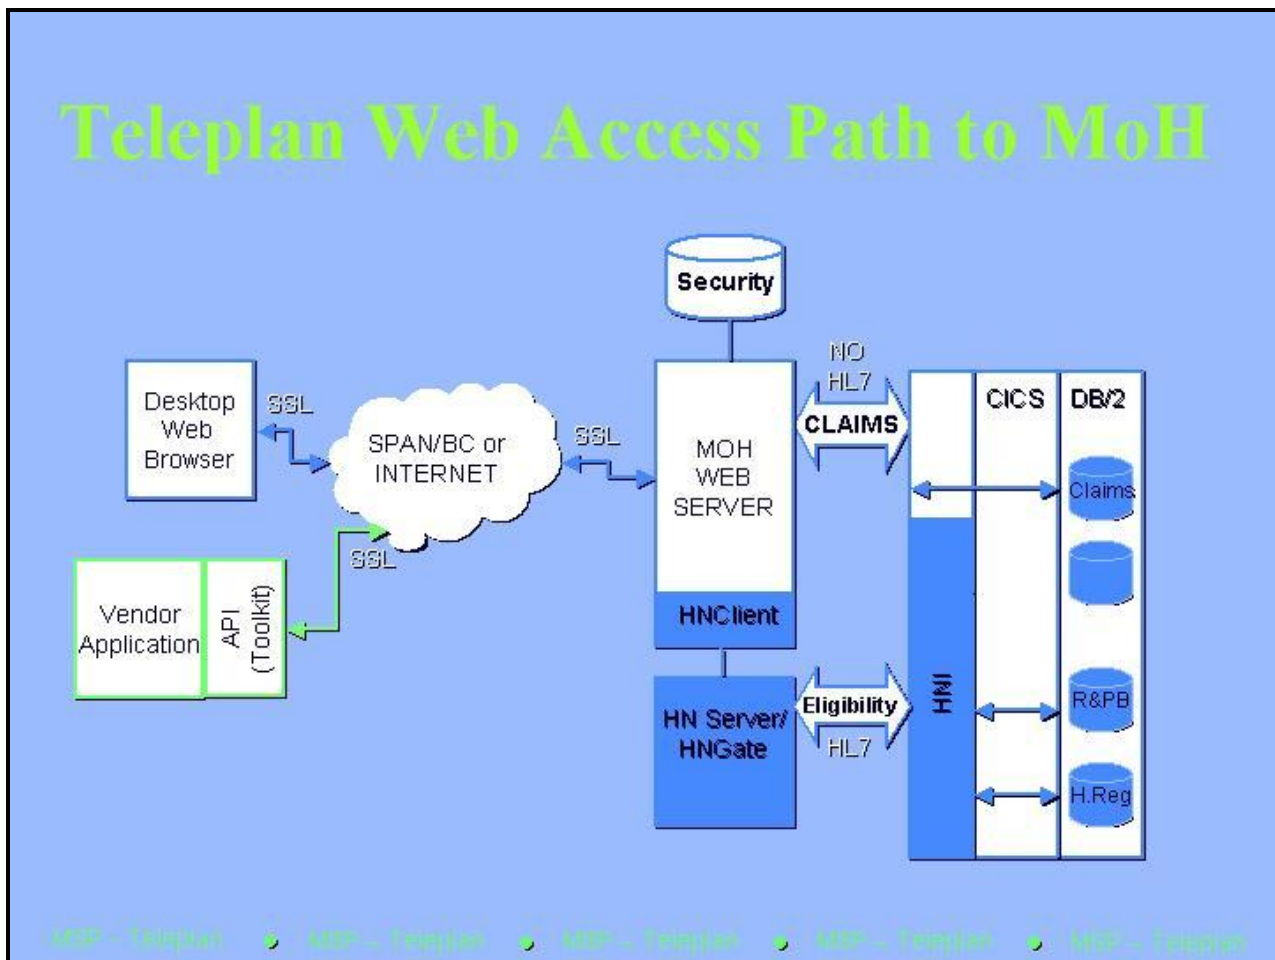 Teleplan Web Access Path to MoH
Security
NO
HL7
CLAIMS
CICS
DB/2
Desktop
Web
Browser
SSL
SPAN/BC or
INTERNET
SSL
MOH
WEB
SERVER
Claims
SSL
Vendor
Application
API
(Toolkit)
HNClient
HN Server/
HNGate
Eligibility
HL7
HNI
R&PB
H.Reg
MSP - Teleplan MSP - Teleplan MSP - Teleplan MSP - Teleplan MSP - Teleplan